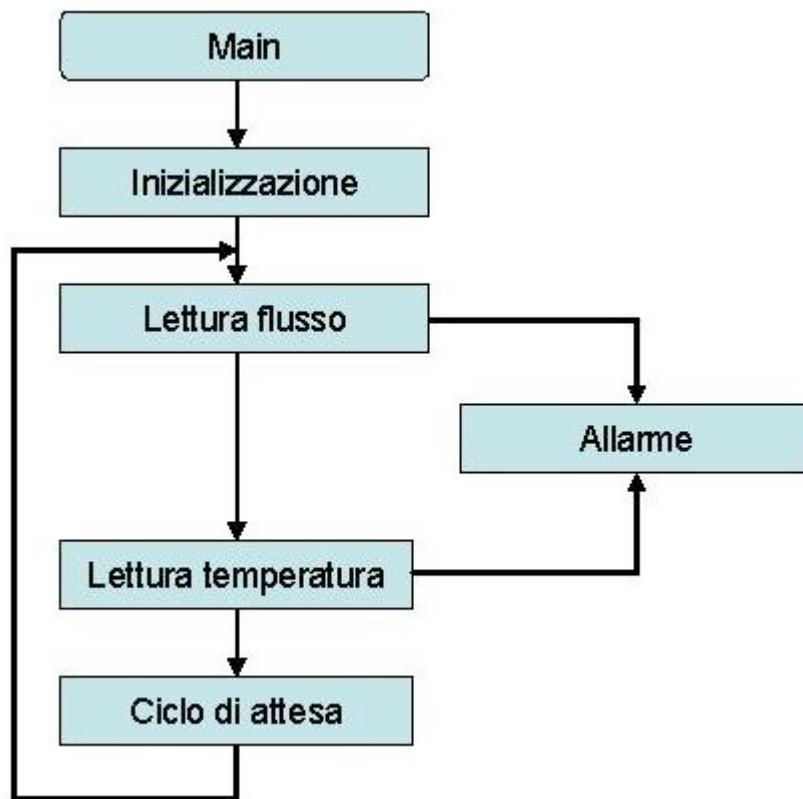 Main
Inizializzazione
Lettura flusso
Allarme
Lettura temperatura
Ciclo di attesa